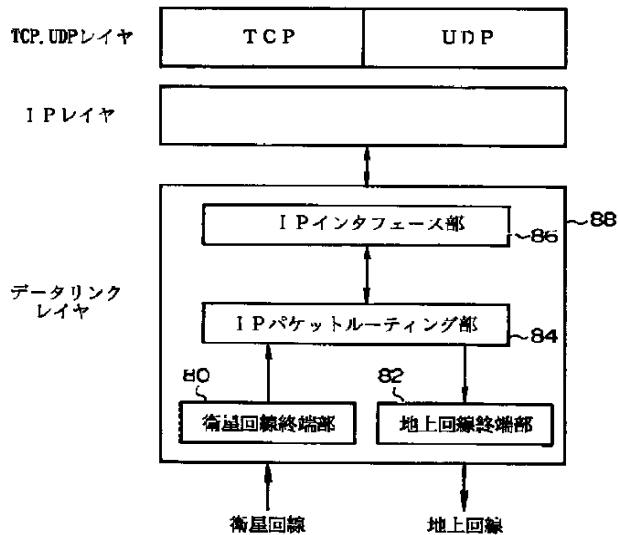 TCP.UDPレイヤ
TCP
UDP
IPレイヤ
IPインタフェース部
86
88
データリンク
レイヤ
IPパケットルーティング部
84
80
82
衛星回線終端部
地上回線終端部
衛星回線
地上回線